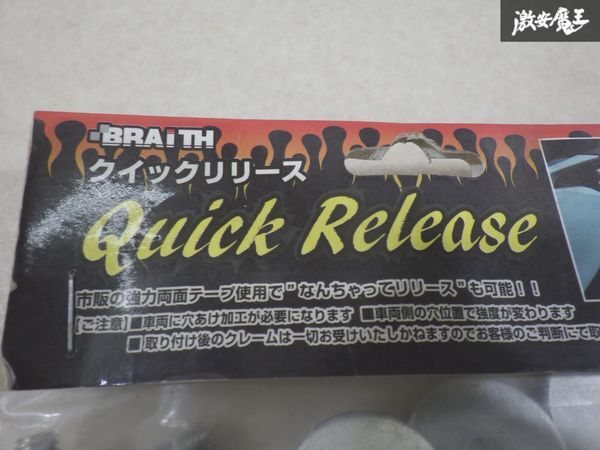 激安魔王
BRAiTH
クイックリリース
Quick Release
市販の強力両面テープ使用で"なんちゃってリリース"も可能！！
【ご注意】■車両に穴あけ加工が必要になります ■車両側の穴位置で強度が変わります
■取り付け後のクレームは一切お受けいたしかねますのでお客様のご判断にて取